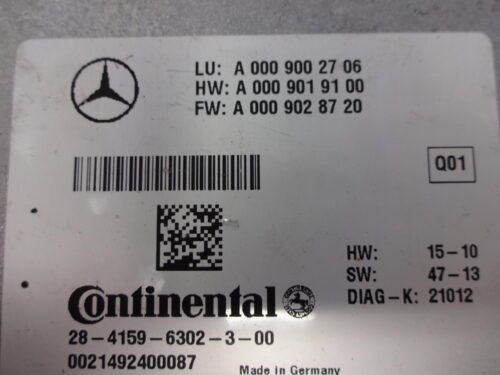 LU: A 000 900 27 06
HW: A 000 901 91 00
FW: A 000 902 87 20
Q01
HW: 15-10
SW: 47-13
DIAG-K: 21012
Continental
28-4159-6302-3-00
0021492400087
Made in Germany